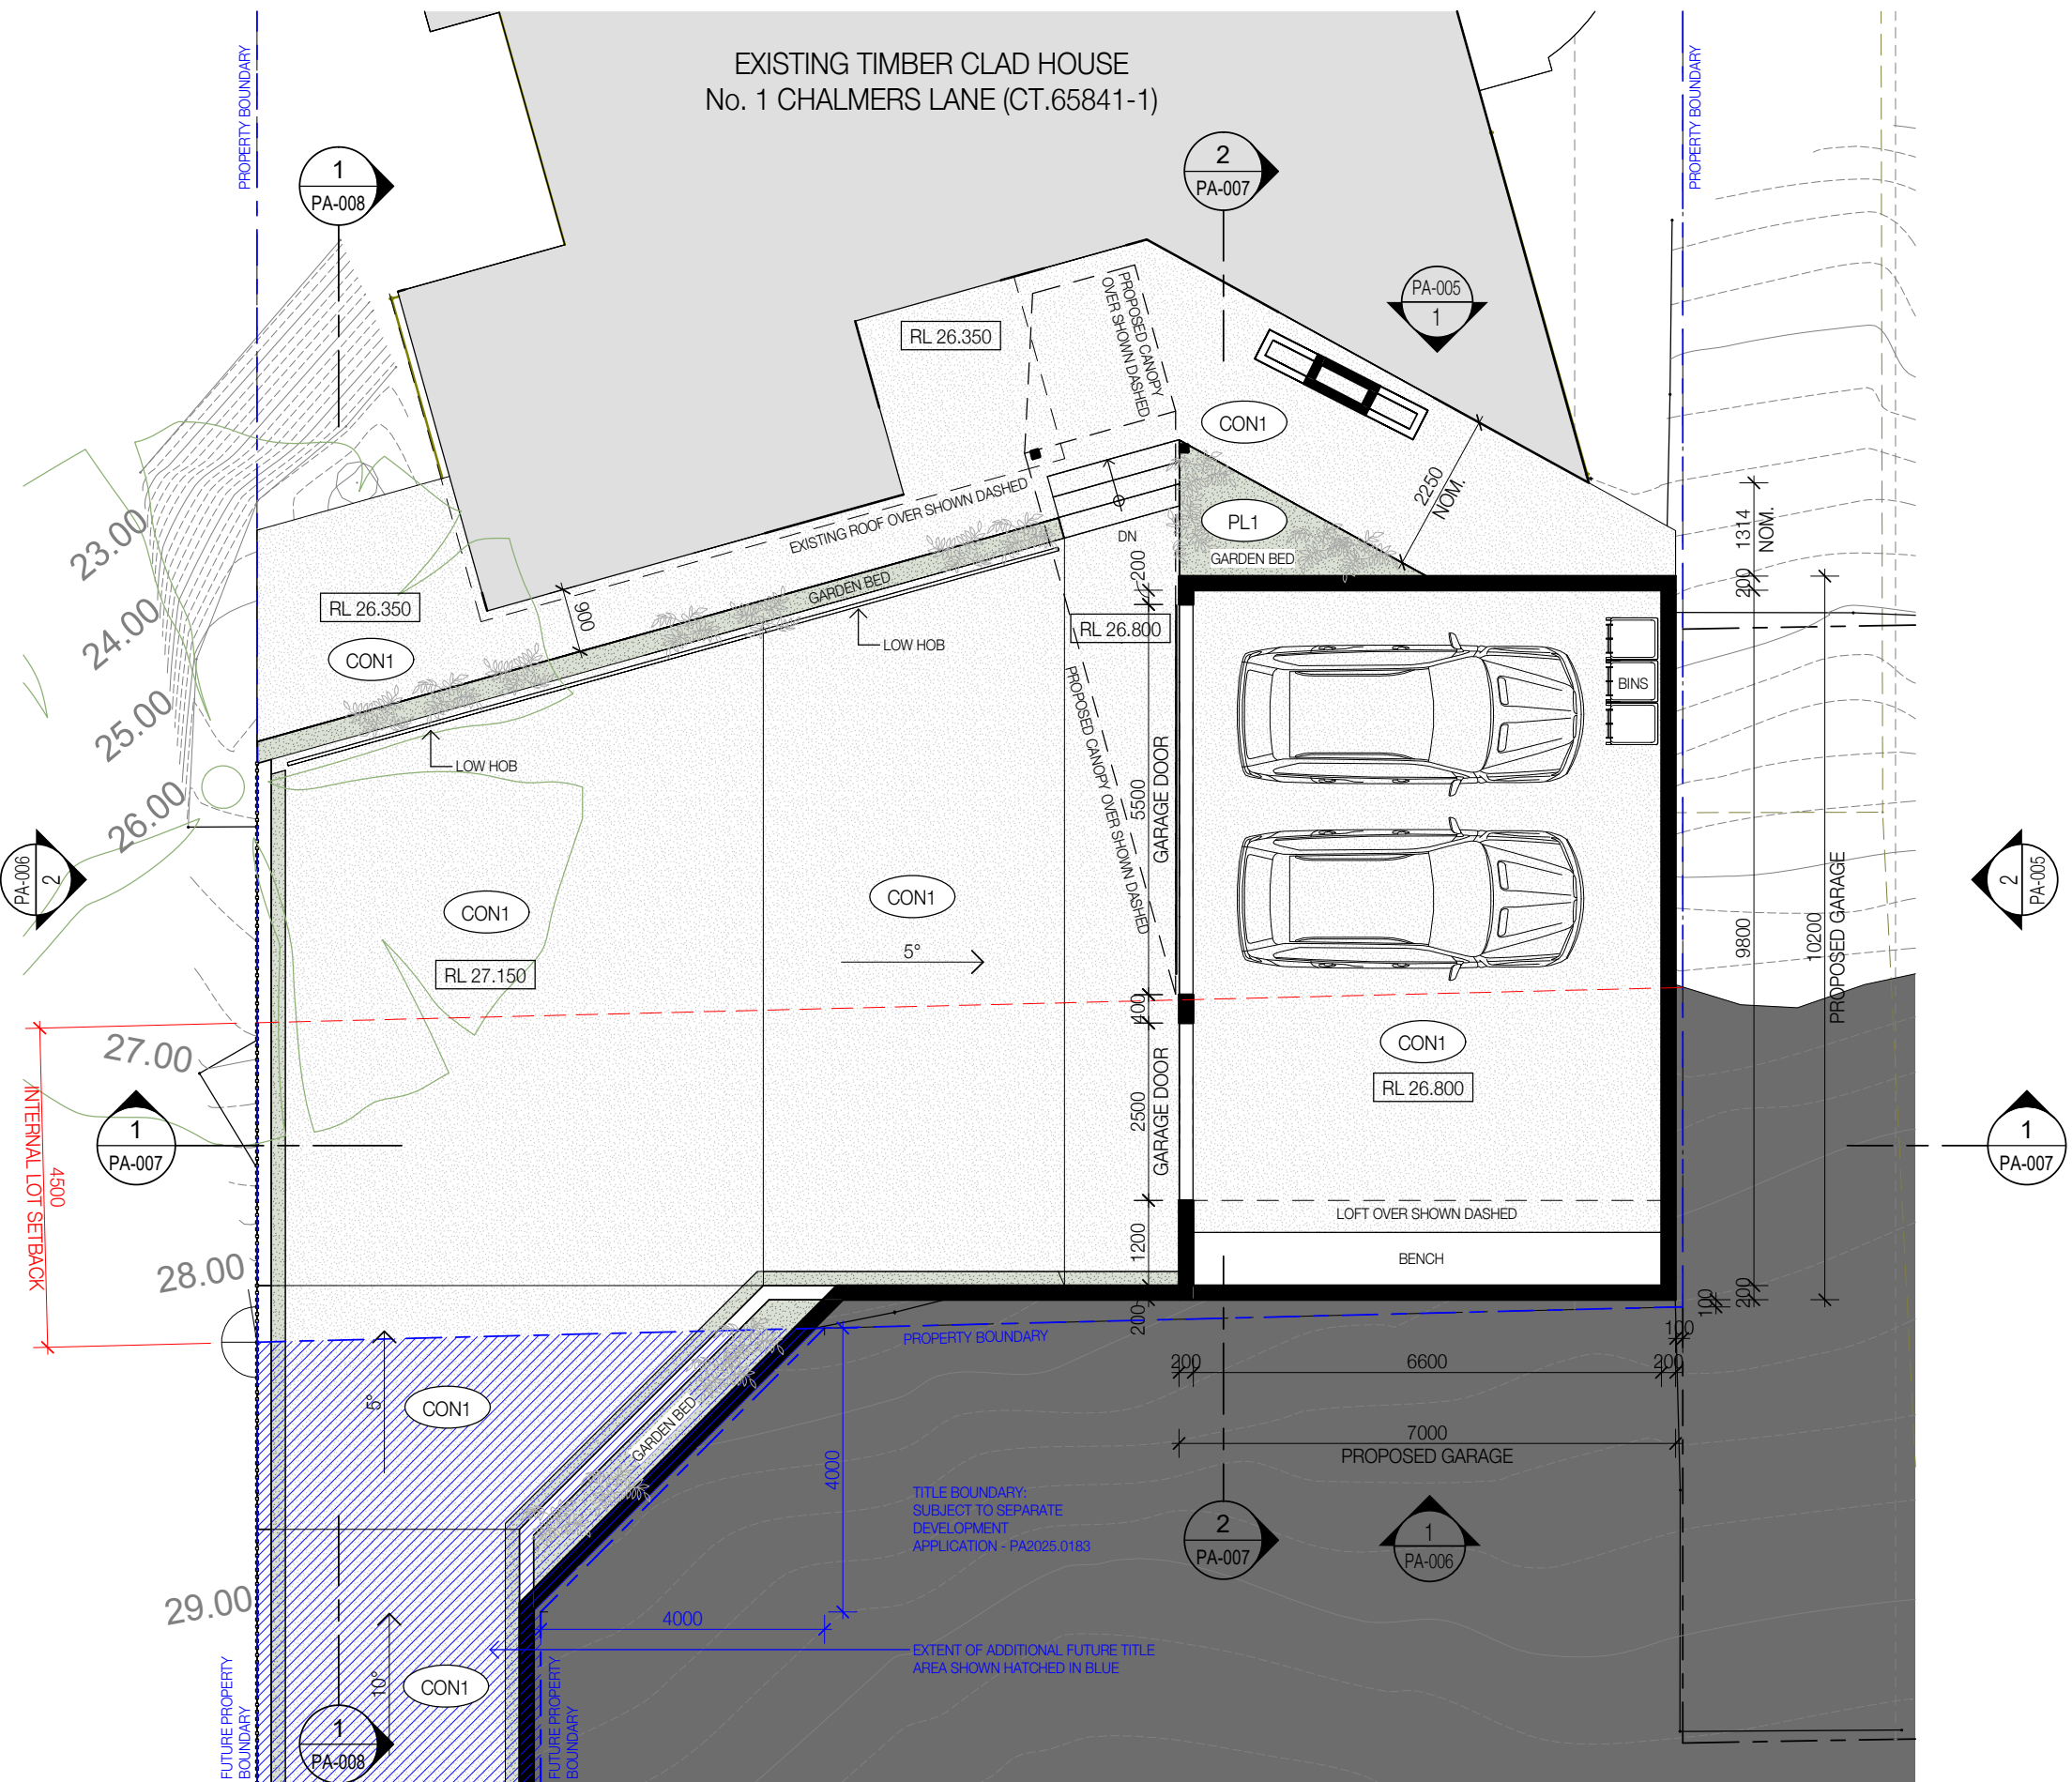 EXISTING TIMBER CLAD HOUSE
No. 1 CHALMERS LANE (CT.65841-1)
PROPERTY BOUNDARY
PROPERTY BOUNDARY
1
PA-008
2
PA-007
PA-005
1
RL 26.350
PROPOSED CANOPY
OVER SHOWN DASHED
CON1
2250
NOM.
EXISTING ROOF OVER SHOWN DASHED
PL1
GARDEN BED
DN
1314
NOM.
23.00
24.00
25.00
26.00
RL 26.350
CON1
900
GARDEN BED
LOW HOB
LOW HOB
200
RL 26.800
200
BINS
PROPOSED CANOPY OVER SHOWN DASHED
5500
GARAGE DOOR
PA-006
2
CON1
RL 27.150
CON1
5°
9800
10200
PROPOSED GARAGE
2
PA-005
400
27.00
CON1
RL 26.800
INTERNAL LOT SETBACK
4500
1
PA-007
2500
GARAGE DOOR
1
PA-007
LOFT OVER SHOWN DASHED
1200
BENCH
28.00
200
100
200
PROPERTY BOUNDARY
100
200
6600
200
5°
CON1
GARDEN BED
4000
7000
PROPOSED GARAGE
TITLE BOUNDARY:
SUBJECT TO SEPARATE
DEVELOPMENT
APPLICATION - PA2025.0183
2
PA-007
1
PA-006
29.00
4000
EXTENT OF ADDITIONAL FUTURE TITLE
AREA SHOWN HATCHED IN BLUE
10°
CON1
FUTURE PROPERTY
BOUNDARY
1
PA-008
FUTURE PROPERTY
BOUNDARY